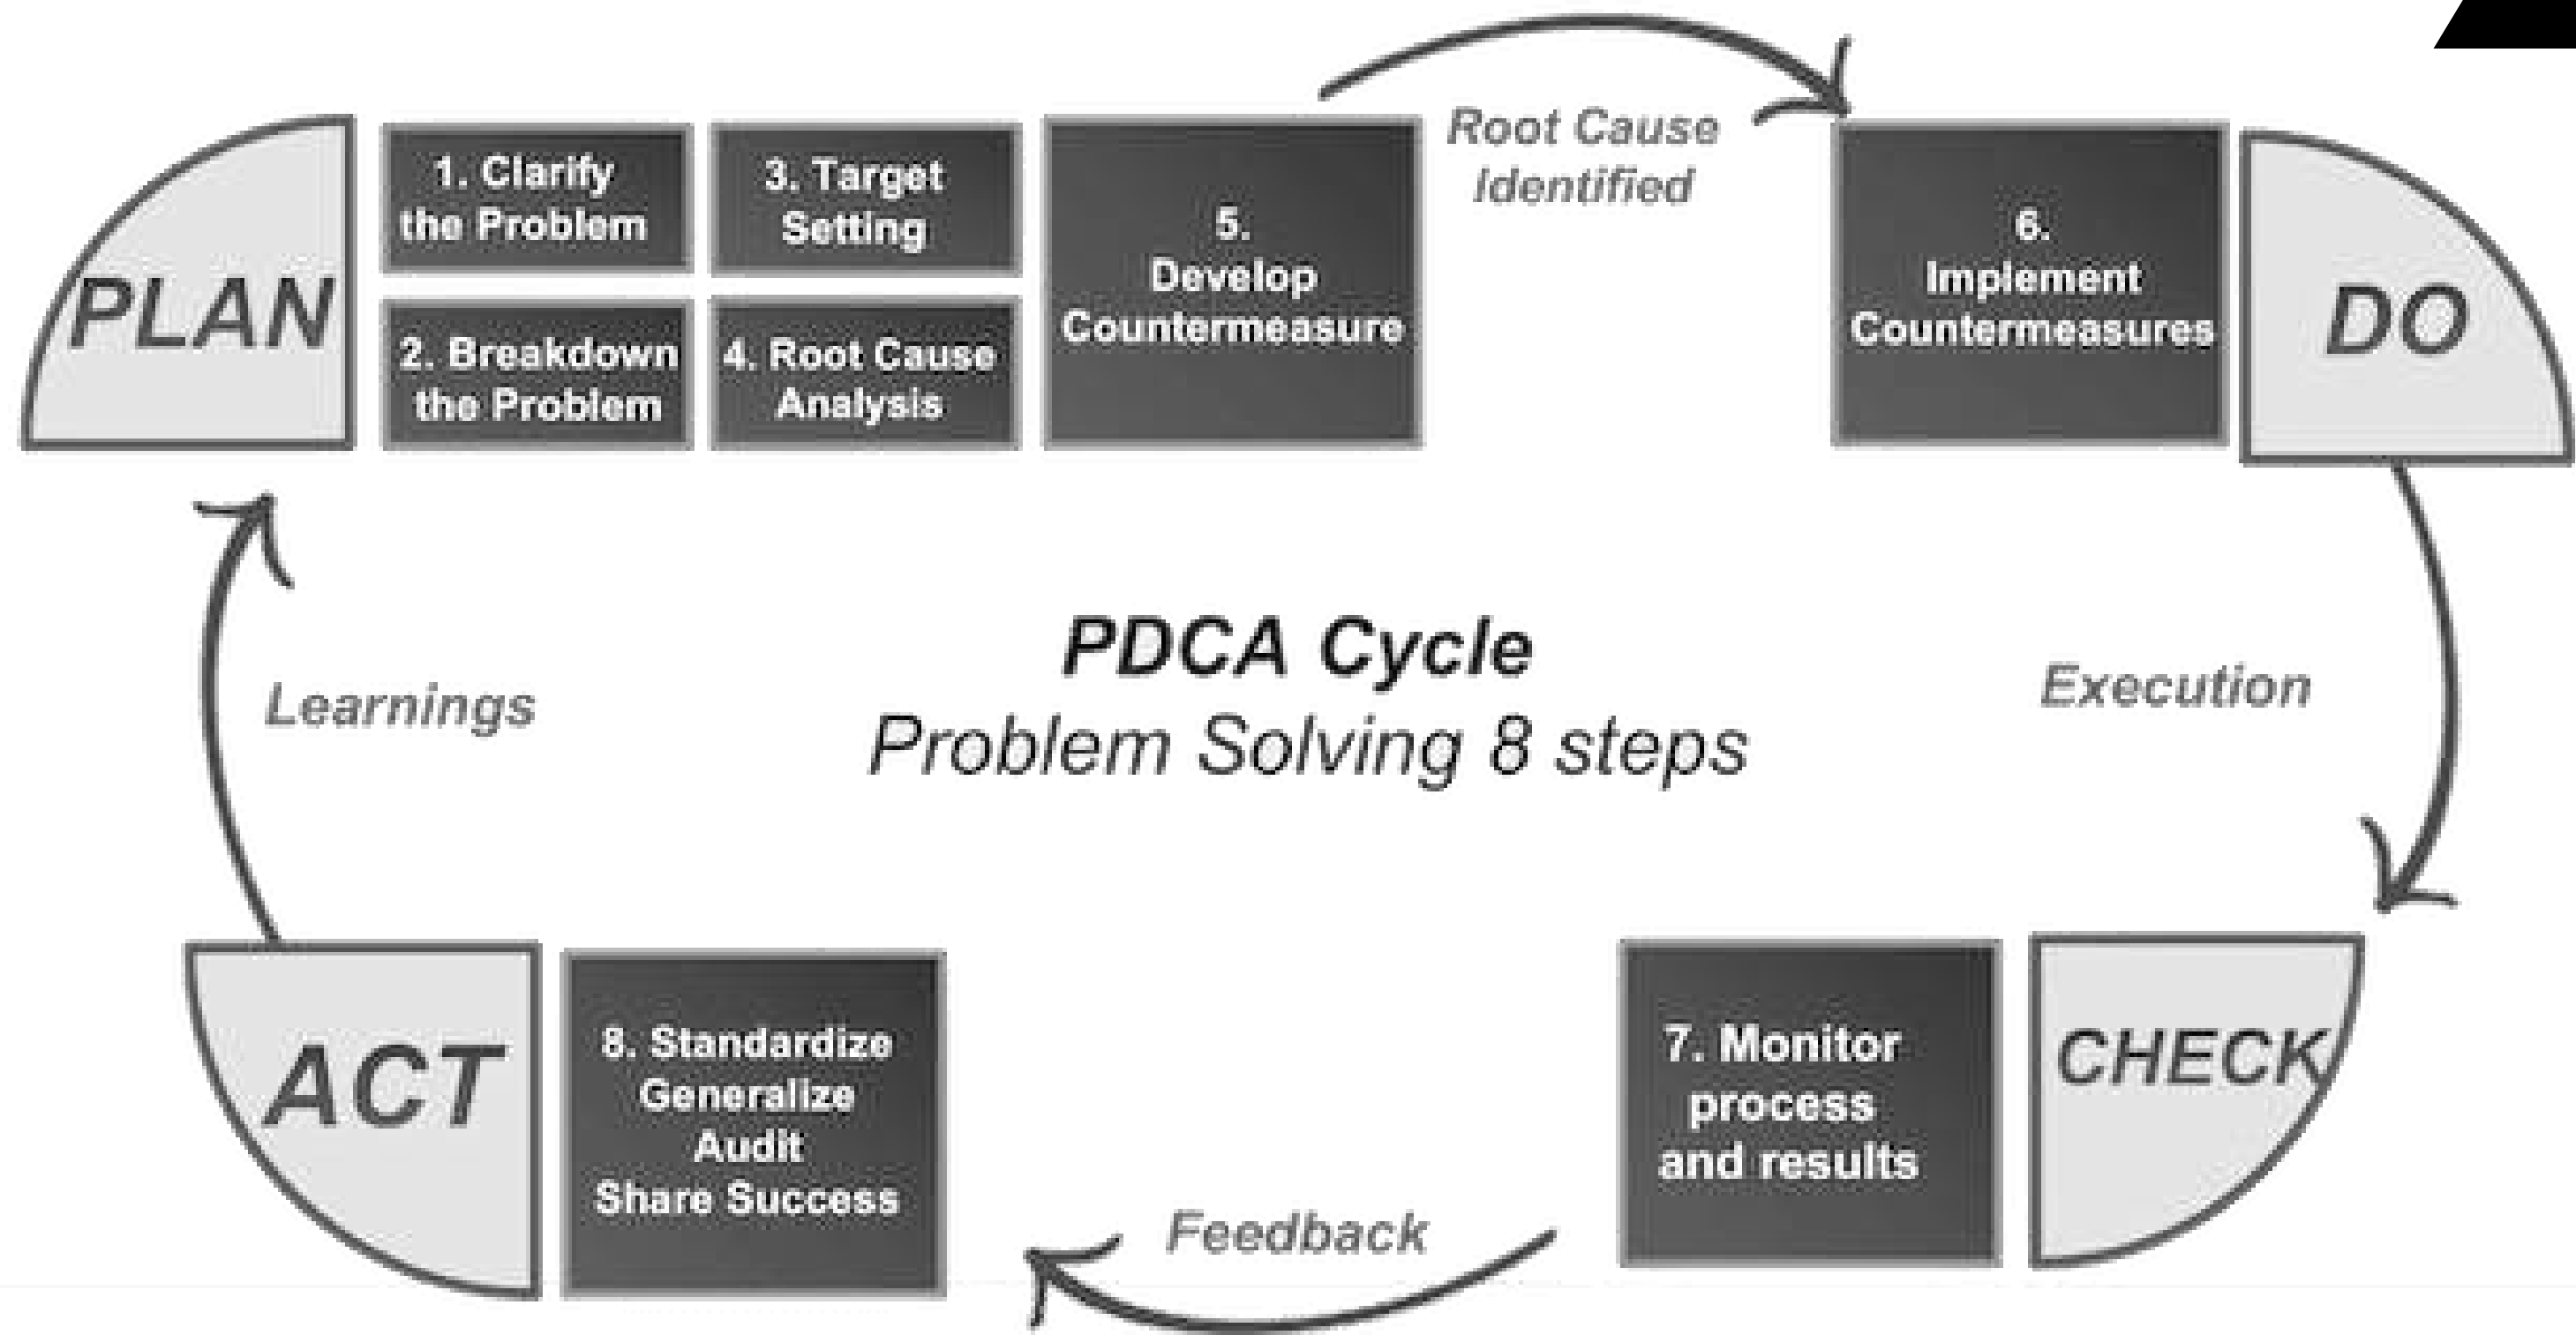 PLAN
1. Clarify
the Problem
2. Breakdown
the Problem
3. Target
Setting
4. Root Cause
Analysis
5.
Develop
Countermeasure
Root Cause
Identified
6.
Implement
Countermeasures
DO
PDCA Cycle
Problem Solving 8 steps
Learnings
Execution
ACT
8. Standardize
Generalize
Audit
Share Success
Feedback
7. Monitor
process
and results
CHECK